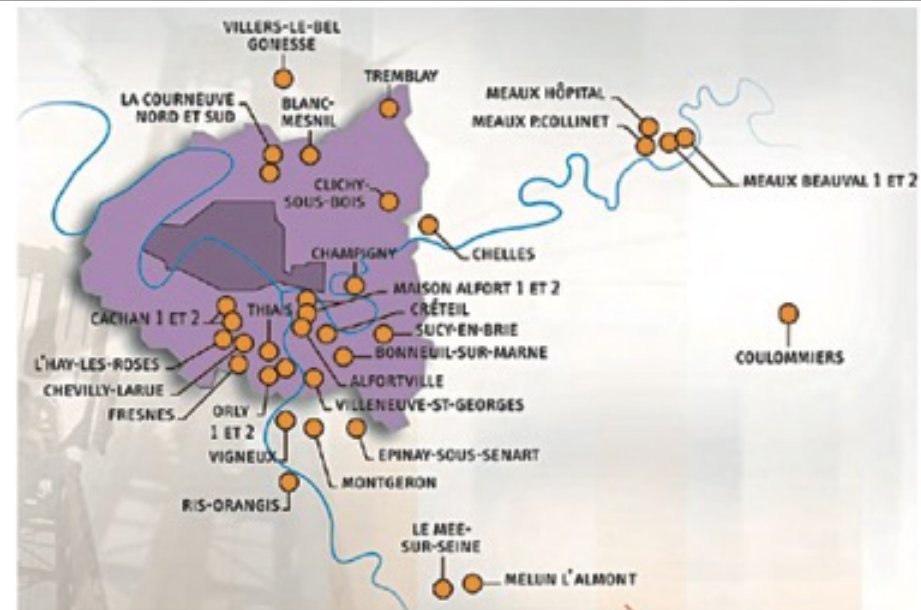 VILLERS-LE-BEL
GONESSE
TREMBLAY
LA COURNEUVE
NORD ET SUD
BLANC-
MESNIL
MEAUX HÔPITAL
MEAUX P.COLLINET
MEAUX BEAUVAL 1 ET 2
CLICHY-
SOUS-BOIS
CHELLES
CHAMPIGNY
MAISON ALFORT 1 ET 2
CACHAN 1 ET 2
THIAIS
CRÉTEIL
SUCY-EN-BRIE
BONNEUIL-SUR-MARNE
COULOMMIERS
L'HAY-LES-ROSES
CHEVILLY-LARUE
FRESNES
ALFORTVILLE
VILLENEUVE-ST-GEORGES
ORLY
1 ET 2
VIGNEUX
EPINAY-SOUS-SENART
MONTGERON
RIS-ORANGIS
LE MEE-
SUR-SEINE
MELUN L'ALMONT